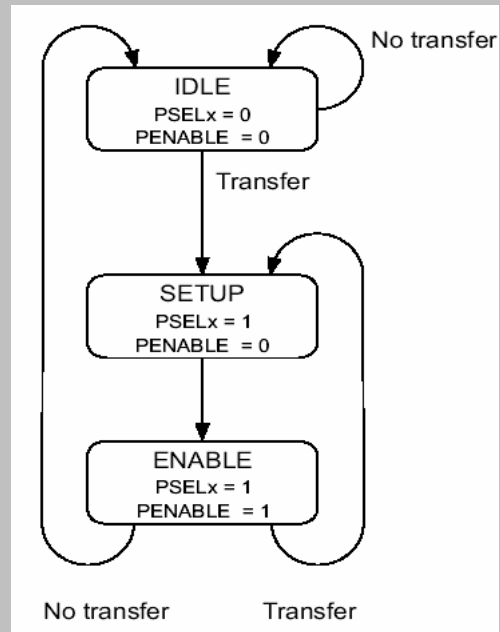 No transfer
IDLE
PSELx = 0
PENABLE = 0
Transfer
SETUP
PSELx = 1
PENABLE = 0
ENABLE
PSELx = 1
PENABLE = 1
No transfer
Transfer